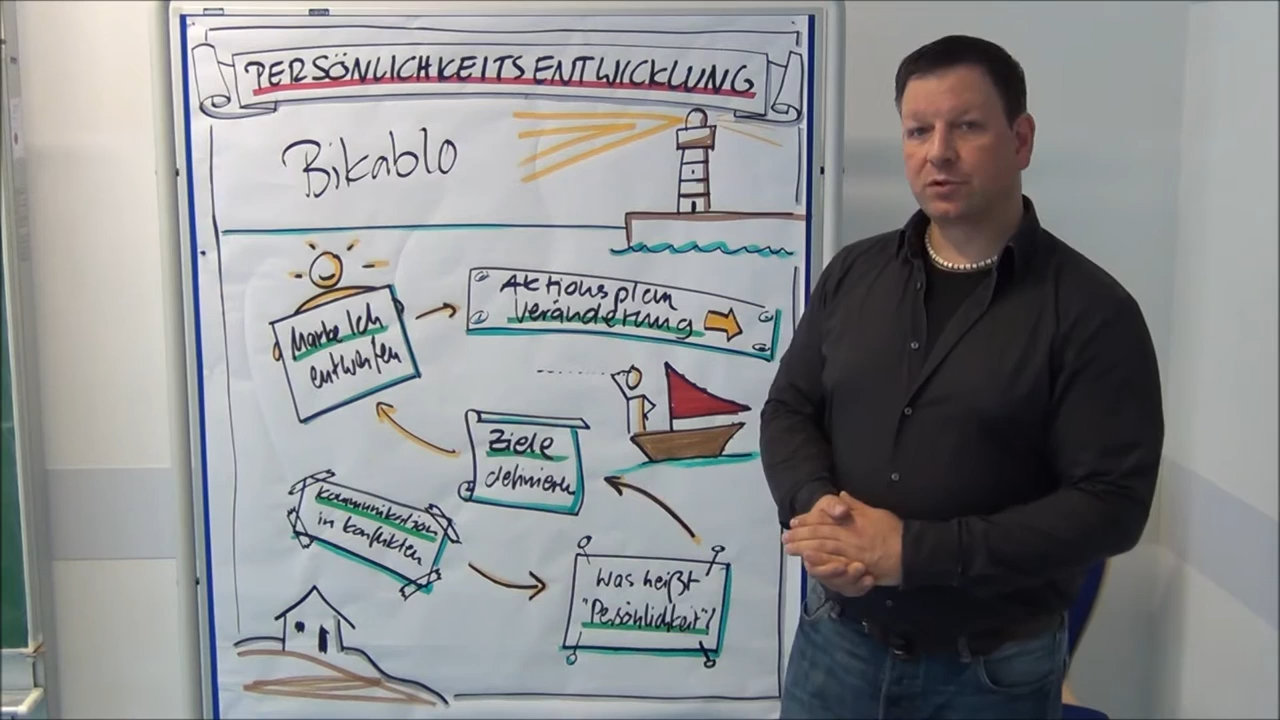 PERSÖNLICHKEITSENTWICKLUNG
Bikablo
Marke Ich
entwerfen
Aktionsplan
Veränderung
Ziele
definieren
Kommunikation
in Konflikten
Was heißt
"Persönlichkeit"?